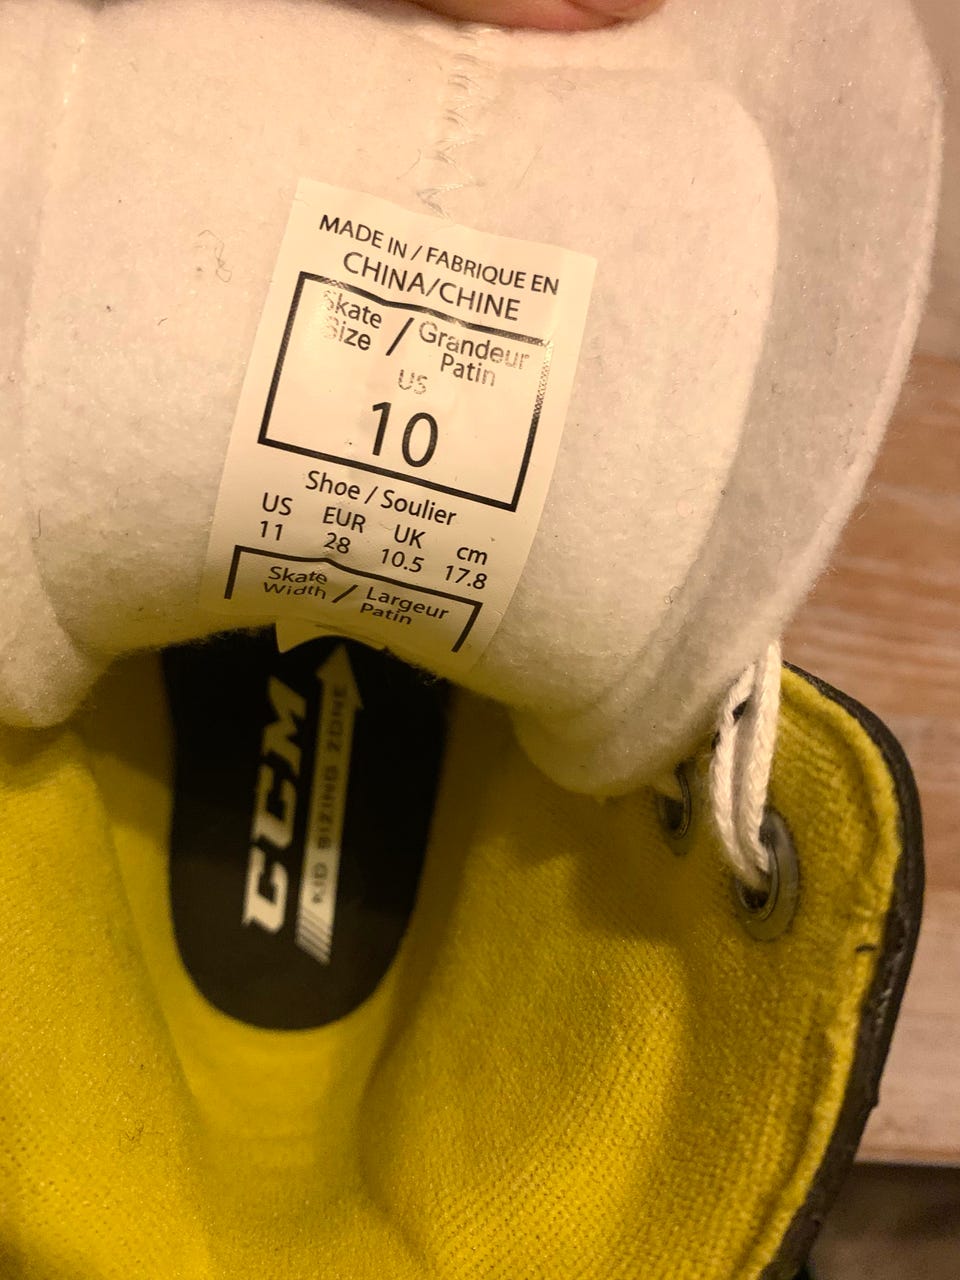 MADE IN / FABRIQUE EN
CHINA/CHINE
Skate Size / Grandeur Patin
US
10
Shoe / Soulier
US EUR UK cm
11 28 10.5 17.8
Skate Width / Largeur Patin
CCM
SIZING ZONE